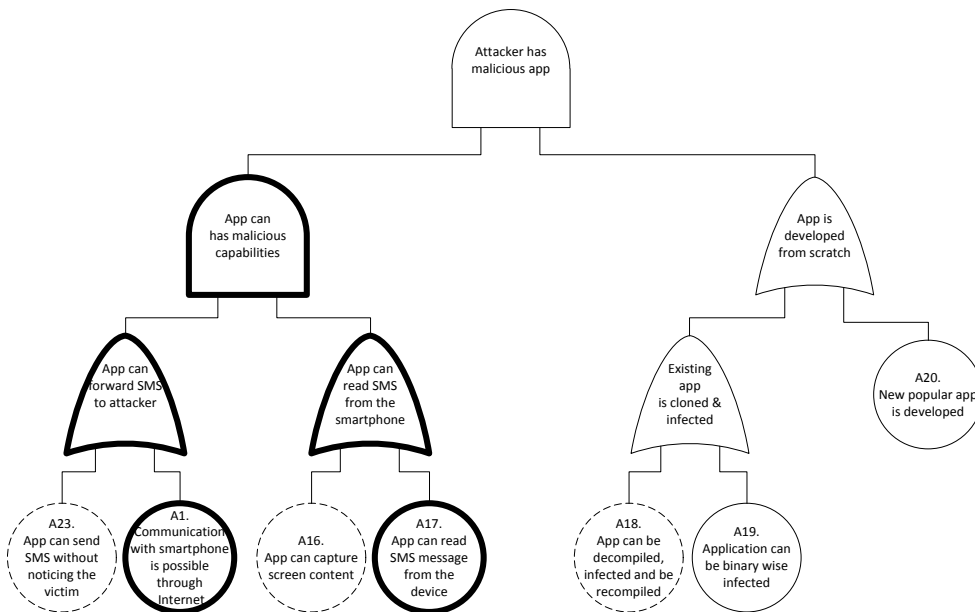 Attacker has
malicious app
App can
has malicious
capabilities
App is
developed
from scratch
App can
forward SMS
to attacker
App can
read SMS
from the
smartphone
Existing
app
is cloned &
infected
A20.
New popular app
is developed
A23.
App can send
SMS without
noticing the
victim
A1.
Communication
with smartphone
is possible
through
Internet
A16.
App can capture
screen content
A17.
App can read
SMS message
from the
device
A18.
App can be
decompiled,
infected and be
recompiled
A19.
Application can
be binary wise
infected